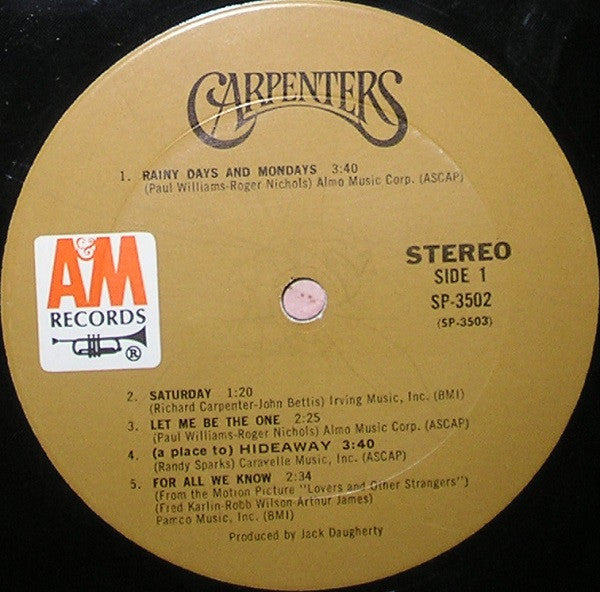 CARPENTERS
1. RAINY DAYS AND MONDAYS 3:40
(Paul Williams-Roger Nichols) Almo Music Corp. (ASCAP)
A&M
RECORDS
®
STEREO
SIDE 1
SP-3502
(SP-3503)
2. SATURDAY 1:20
(Richard Carpenter-John Bettis) Irving Music, Inc. (BMI)
3. LET ME BE THE ONE 2:25
(Paul Williams-Roger Nichols) Almo Music Corp. (ASCAP)
4. (a place to) HIDEAWAY 3:40
(Randy Sparks) Caravelle Music, Inc. (ASCAP)
5. FOR ALL WE KNOW 2:34
(From the Motion Picture "Lovers and Other Strangers")
(Fred Karlin-Robb Wilson-Arthur James)
Pamco Music, Inc. (BMI)
Produced by Jack Daugherty